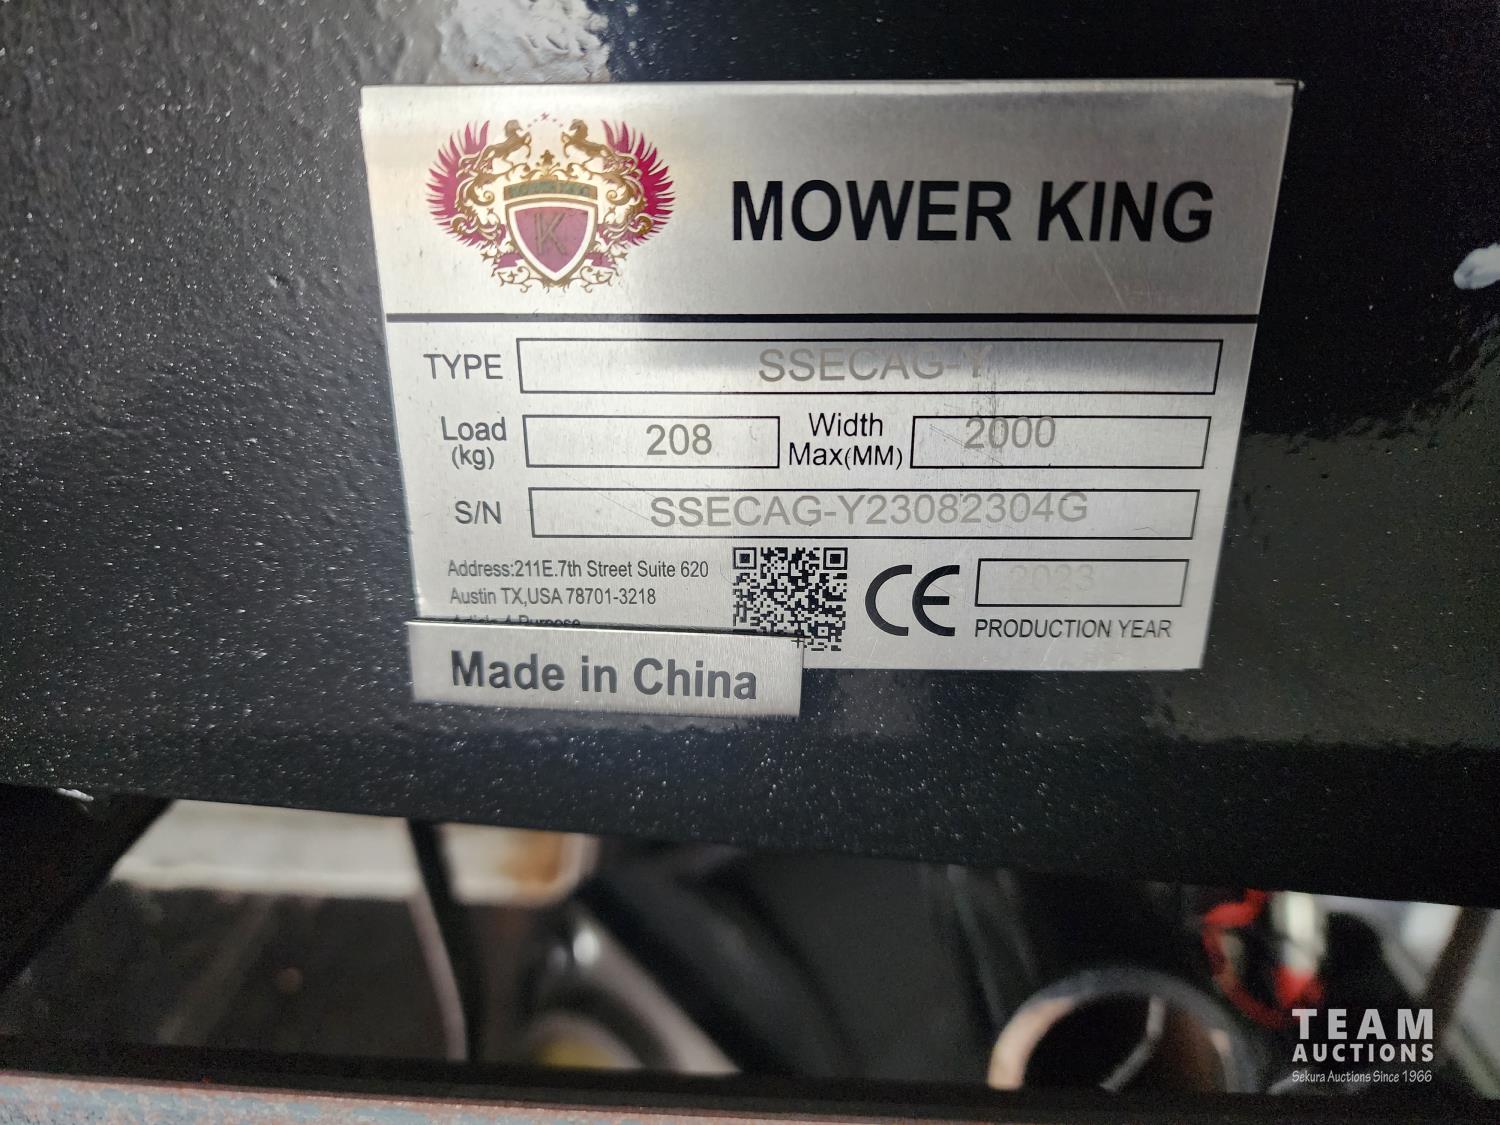 MOWER KING
K
TYPE SSECAG-Y
Load (kg) 208 Width Max(MM) 2000
S/N SSECAG-Y23082304G
Address:211E.7th Street Suite 620
Austin TX,USA 78701-3218
CE 2023
PRODUCTION YEAR
Made in China
TEAM
AUCTIONS
Sekura Auctions Since 1966